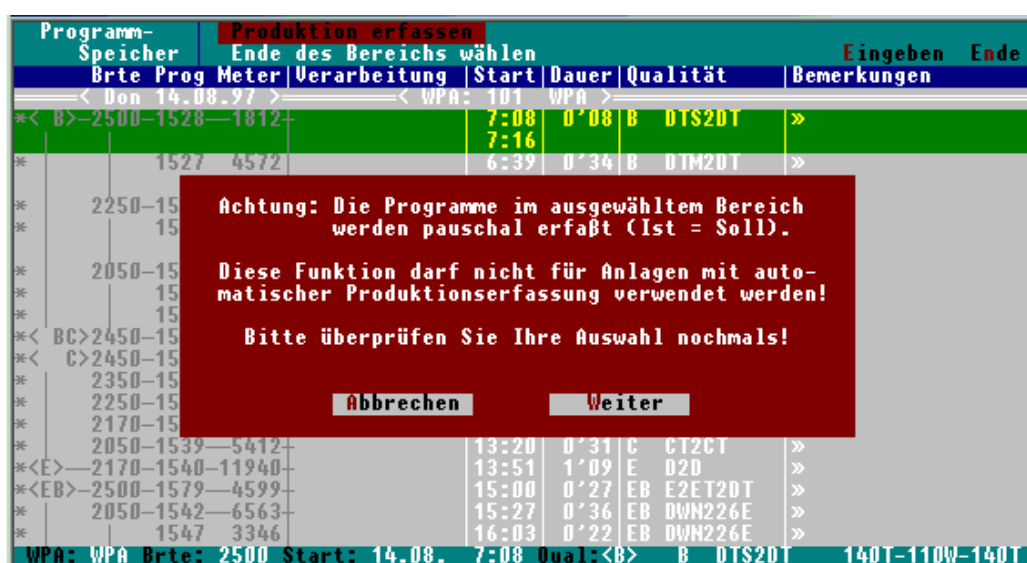 Programm- Produktion erfassen
Speicher Ende des Bereichs wählen Eingeben Ende
Brte Prog Meter|Verarbeitung |Start|Dauer|Qualität |Bemerkungen
< Don 14.08.97 > < WPA: 101 WPA >
*< B>—2500—1528—1812 7:08 0'08 B DTS2DT »
7:16
* 1527 4572 6:39 0'34 B DTM2DT »
* 2250—15 Achtung: Die Programme im ausgewähltem Bereich
* 15 werden pauschal erfaßt (Ist = Soll).
* 2050—15 Diese Funktion darf nicht für Anlagen mit auto-
* 15 matischer Produktionserfassung verwendet werden!
* 15
*< BC>2450—15 Bitte überprüfen Sie Ihre Auswahl nochmals!
*< C>2450—15
* 2350—15
* 2250—15 Abbrechen Weiter
* 2170—15
* 2050—1539—5412 13:20 0'31 C CT2CT »
*<E>—2170—1540—11940 13:51 1'09 E D2D »
*<EB>—2500—1579—4599 15:00 0'27 EB E2ET2DT »
* 2050—1542—6563 15:27 0'36 EB DWN226E »
* 1547 3346 16:03 0'22 EB DWN226E »
WPA: WPA Brte: 2500 Start: 14.08. 7:08 Qual:<B> B DTS2DT 140T-110W-140T